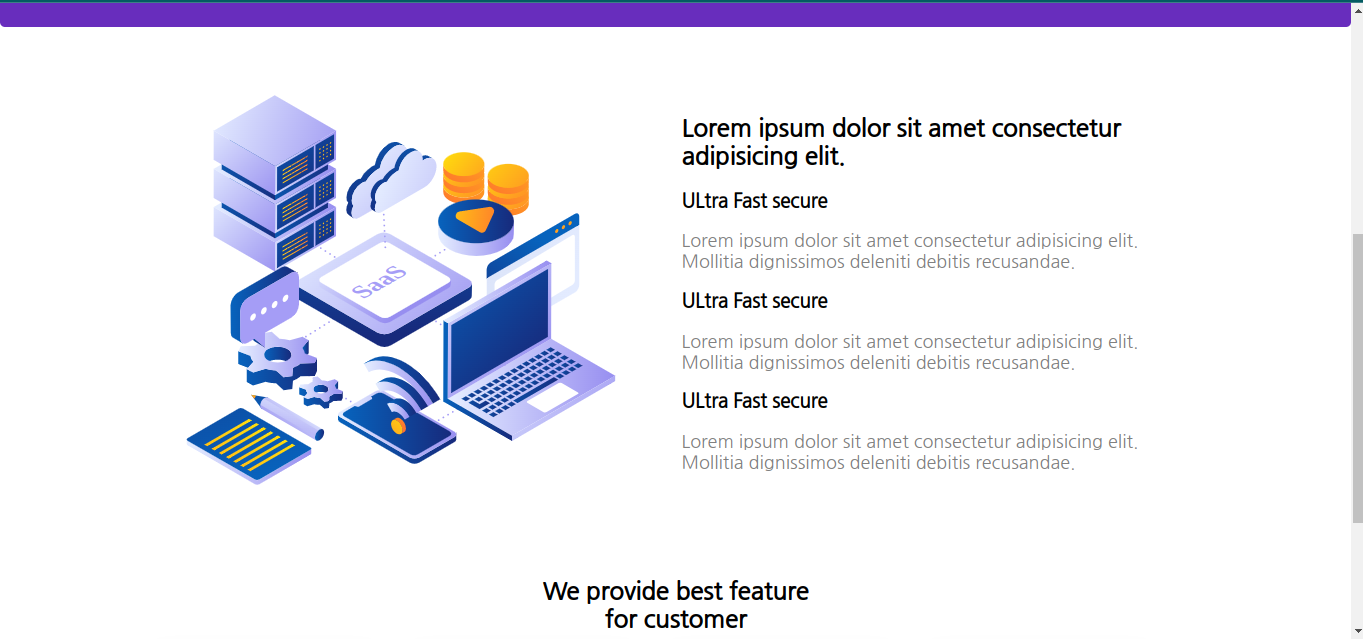 SaaS
Lorem ipsum dolor sit amet consectetur
adipisicing elit.
ULtra Fast secure
Lorem ipsum dolor sit amet consectetur adipisicing elit.
Mollitia dignissimos deleniti debitis recusandae.
ULtra Fast secure
Lorem ipsum dolor sit amet consectetur adipisicing elit.
Mollitia dignissimos deleniti debitis recusandae.
ULtra Fast secure
Lorem ipsum dolor sit amet consectetur adipisicing elit.
Mollitia dignissimos deleniti debitis recusandae.
We provide best feature
for customer